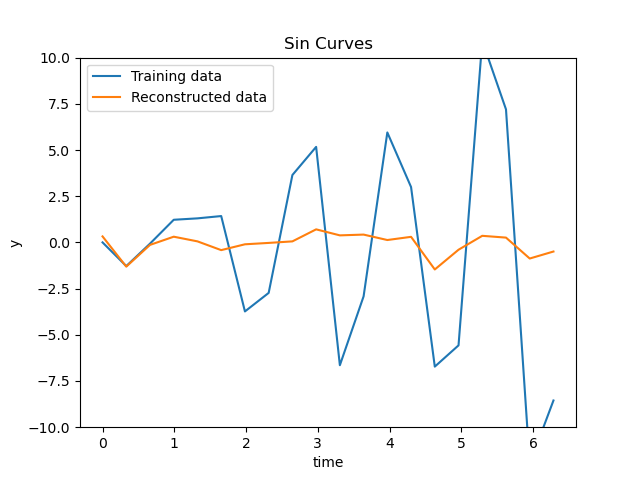 Sin Curves
Training data
Reconstructed data
10.0
7.5
5.0
2.5
0.0
−2.5
−5.0
−7.5
−10.0
y
0 1 2 3 4 5 6
time